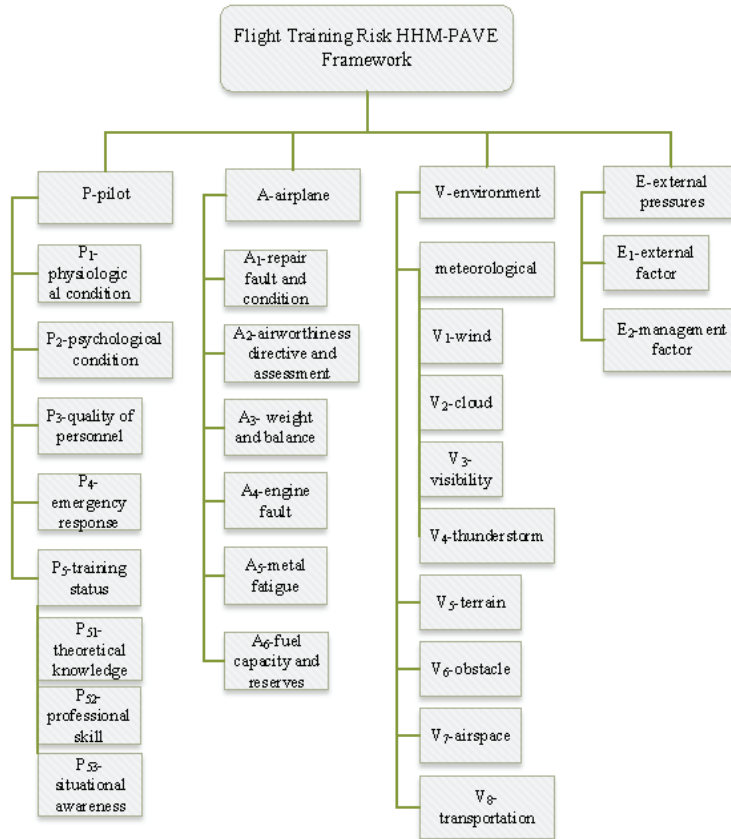 Flight Training Risk HHM-PAVE
Framework
P-pilot
P₁-
physiologic
al condition
P₂-psychological
condition
P₃-quality of
personnel
P₄-
emergency
response
P₅-training
status
P₅₁-
theoretical
knowledge
P₅₂-
professional
skill
P₅₃-
situational
awareness
A-airplane
A₁-repair
fault and
condition
A₂-airworthiness
directive and
assessment
A₃- weight
and balance
A₄-engine
fault
A₅-metal
fatigue
A₆-fuel
capacity and
reserves
V-environment
meteorological
V₁-wind
V₂-cloud
V₃-
visibility
V₄-thunderstorm
V₅-terrain
V₆-obstacle
V₇-airspace
V₈-
transportation
E-external
pressures
E₁-external
factor
E₂-management
factor